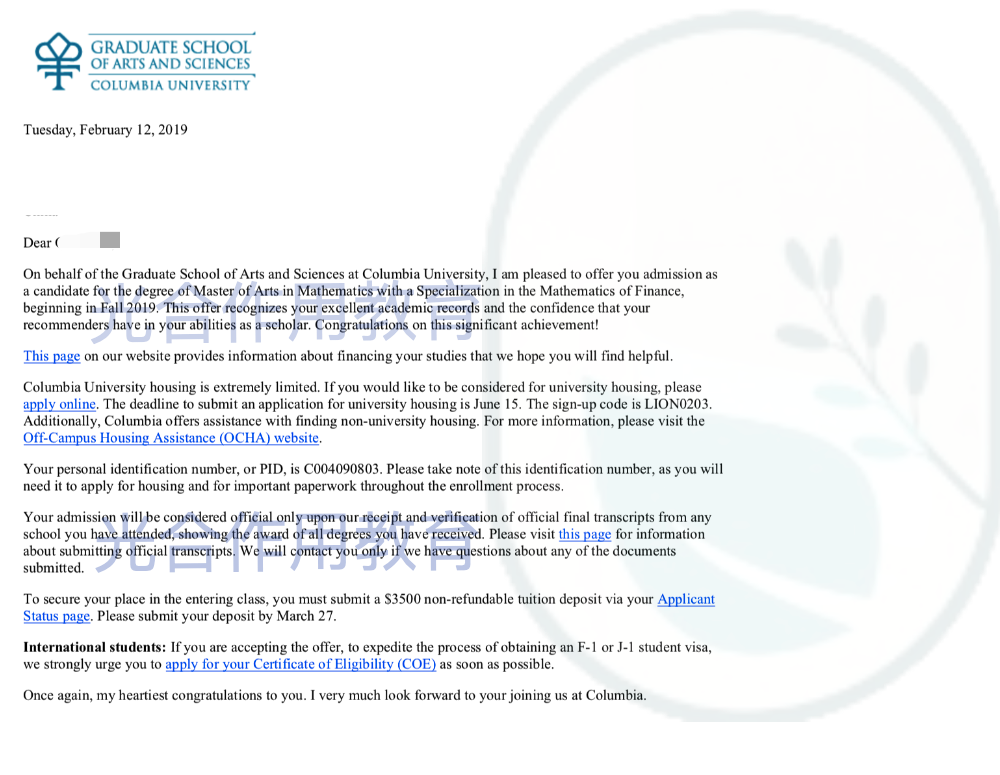 GRADUATE SCHOOL
OF ARTS AND SCIENCES
COLUMBIA UNIVERSITY
Tuesday, February 12, 2019
Dear
On behalf of the Graduate School of Arts and Sciences at Columbia University, I am pleased to offer you admission as
a candidate for the degree of Master of Arts in Mathematics with a Specialization in the Mathematics of Finance,
beginning in Fall 2019. This offer recognizes your excellent academic records and the confidence that your
recommenders have in your abilities as a scholar. Congratulations on this significant achievement!
光合作用教育
This page on our website provides information about financing your studies that we hope you will find helpful.
Columbia University housing is extremely limited. If you would like to be considered for university housing, please
apply online. The deadline to submit an application for university housing is June 15. The sign-up code is LION0203.
Additionally, Columbia offers assistance with finding non-university housing. For more information, please visit the
Off-Campus Housing Assistance (OCHA) website.
Your personal identification number, or PID, is C004090803. Please take note of this identification number, as you will
need it to apply for housing and for important paperwork throughout the enrollment process.
Your admission will be considered official only upon our receipt and verification of official final transcripts from any
school you have attended, showing the award of all degrees you have received. Please visit this page for information
about submitting official transcripts. We will contact you only if we have questions about any of the documents
submitted.
光合作用教育
To secure your place in the entering class, you must submit a $3500 non-refundable tuition deposit via your Applicant
Status page. Please submit your deposit by March 27.
International students: If you are accepting the offer, to expedite the process of obtaining an F-1 or J-1 student visa,
we strongly urge you to apply for your Certificate of Eligibility (COE) as soon as possible.
Once again, my heartiest congratulations to you. I very much look forward to your joining us at Columbia.